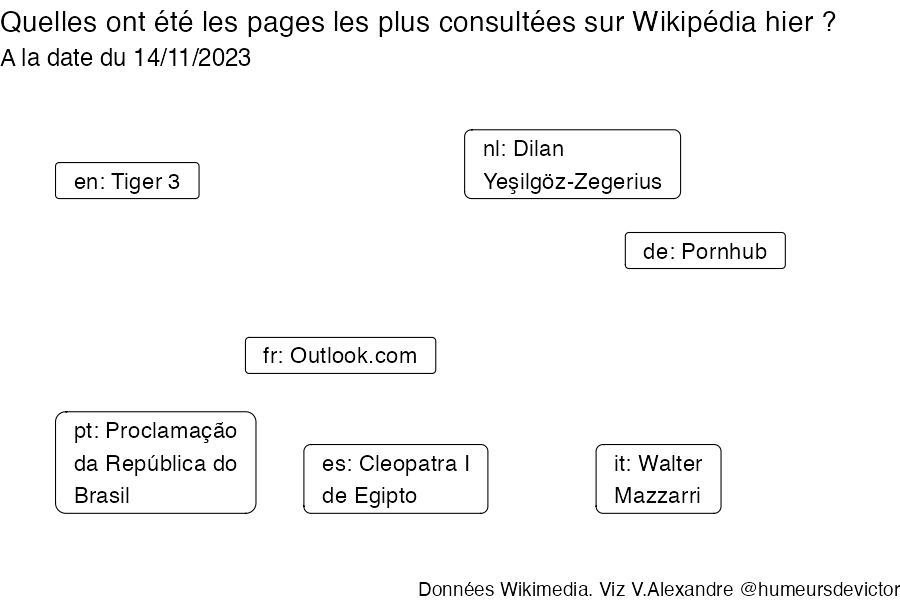 Quelles ont été les pages les plus consultées sur Wikipédia hier ?
A la date du 14/11/2023
en: Tiger 3
nl: Dilan
Yeşilgöz-Zegerius
de: Pornhub
fr: Outlook.com
pt: Proclamação
da República do
Brasil
es: Cleopatra I
de Egipto
it: Walter
Mazzarri
Données Wikimedia. Viz V.Alexandre @humeursdevictor